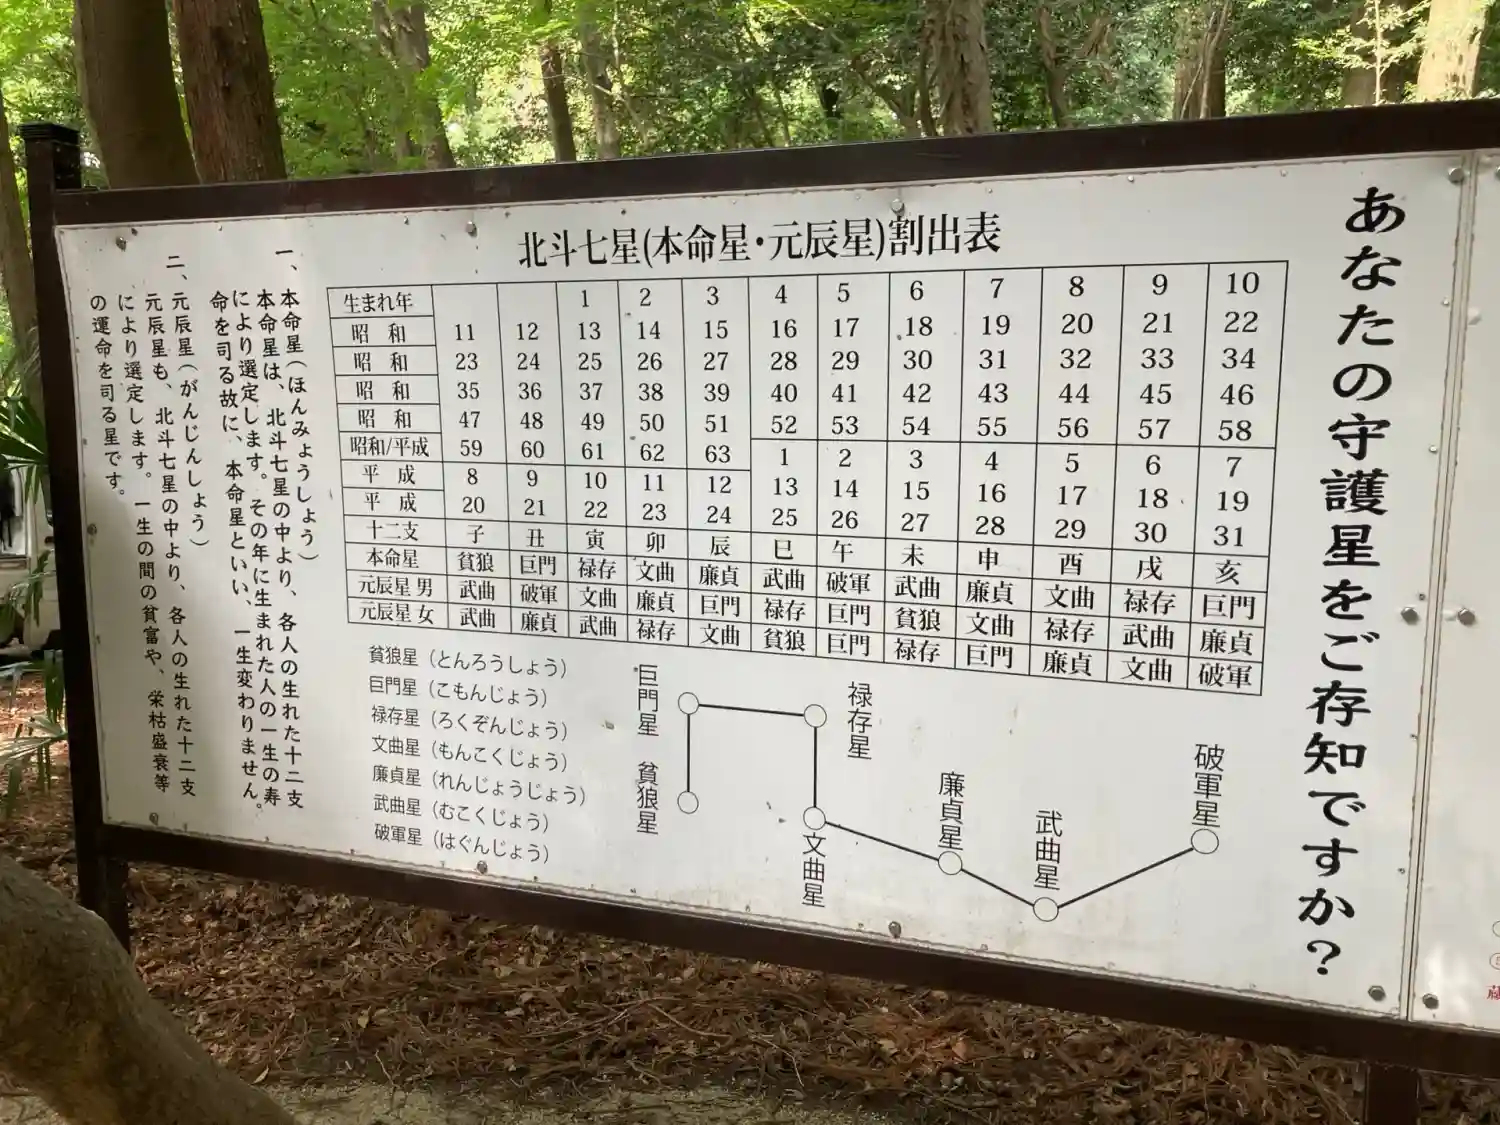 あなたの守護星をご存知ですか?
北斗七星(本命星・元辰星)割出表
生まれ年 1 2 3 4 5 6 7 8 9 10
昭和 11 12 13 14 15 16 17 18 19 20 21 22
昭和 23 24 25 26 27 28 29 30 31 32 33 34
昭和 35 36 37 38 39 40 41 42 43 44 45 46
昭和 47 48 49 50 51 52 53 54 55 56 57 58
昭和/平成 59 60 61 62 63 1 2 3 4 5 6 7
平成 8 9 10 11 12 13 14 15 16 17 18 19
平成 20 21 22 23 24 25 26 27 28 29 30 31
十二支 子 丑 寅 卯 辰 巳 午 未 申 酉 戌 亥
本命星 貧狼 巨門 禄存 文曲 廉貞 武曲 破軍 武曲 廉貞 文曲 禄存 巨門
元辰星 男 武曲 破軍 文曲 廉貞 巨門 禄存 巨門 貧狼 文曲 禄存 武曲 廉貞
元辰星 女 武曲 廉貞 武曲 禄存 文曲 貧狼 巨門 禄存 巨門 廉貞 文曲 破軍
貧狼星（とんろうしょう）
巨門星（こもんじょう）
禄存星（ろくぞんじょう）
文曲星（もんこくじょう）
廉貞星（れんじょうじょう）
武曲星（むこくじょう）
破軍星（はぐんじょう）
巨門星
貧狼星
禄存星
文曲星
廉貞星
武曲星
破軍星
一、本命星（ほんみょうしょう）
本命星は、北斗七星の中より、各人の生れた十二支
により選定します。その年に生まれた人の一生の寿
命を司る故に、本命星といい、一生変わりません。
二、元辰星（がんじんしょう）
元辰星も、北斗七星の中より、各人の生れた十二支
により選定します。一生の間の貧富や、栄枯盛衰等
の運命を司る星です。